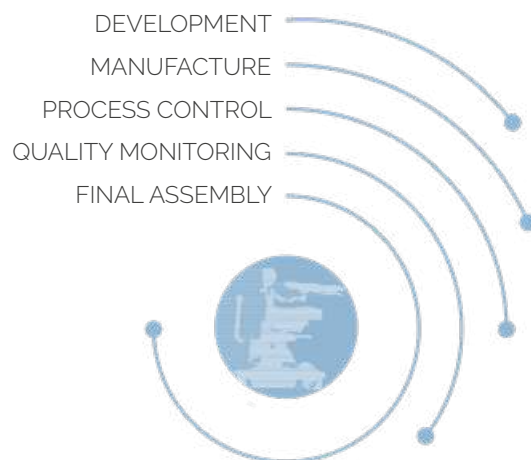 DEVELOPMENT
MANUFACTURE
PROCESS CONTROL
QUALITY MONITORING
FINAL ASSEMBLY